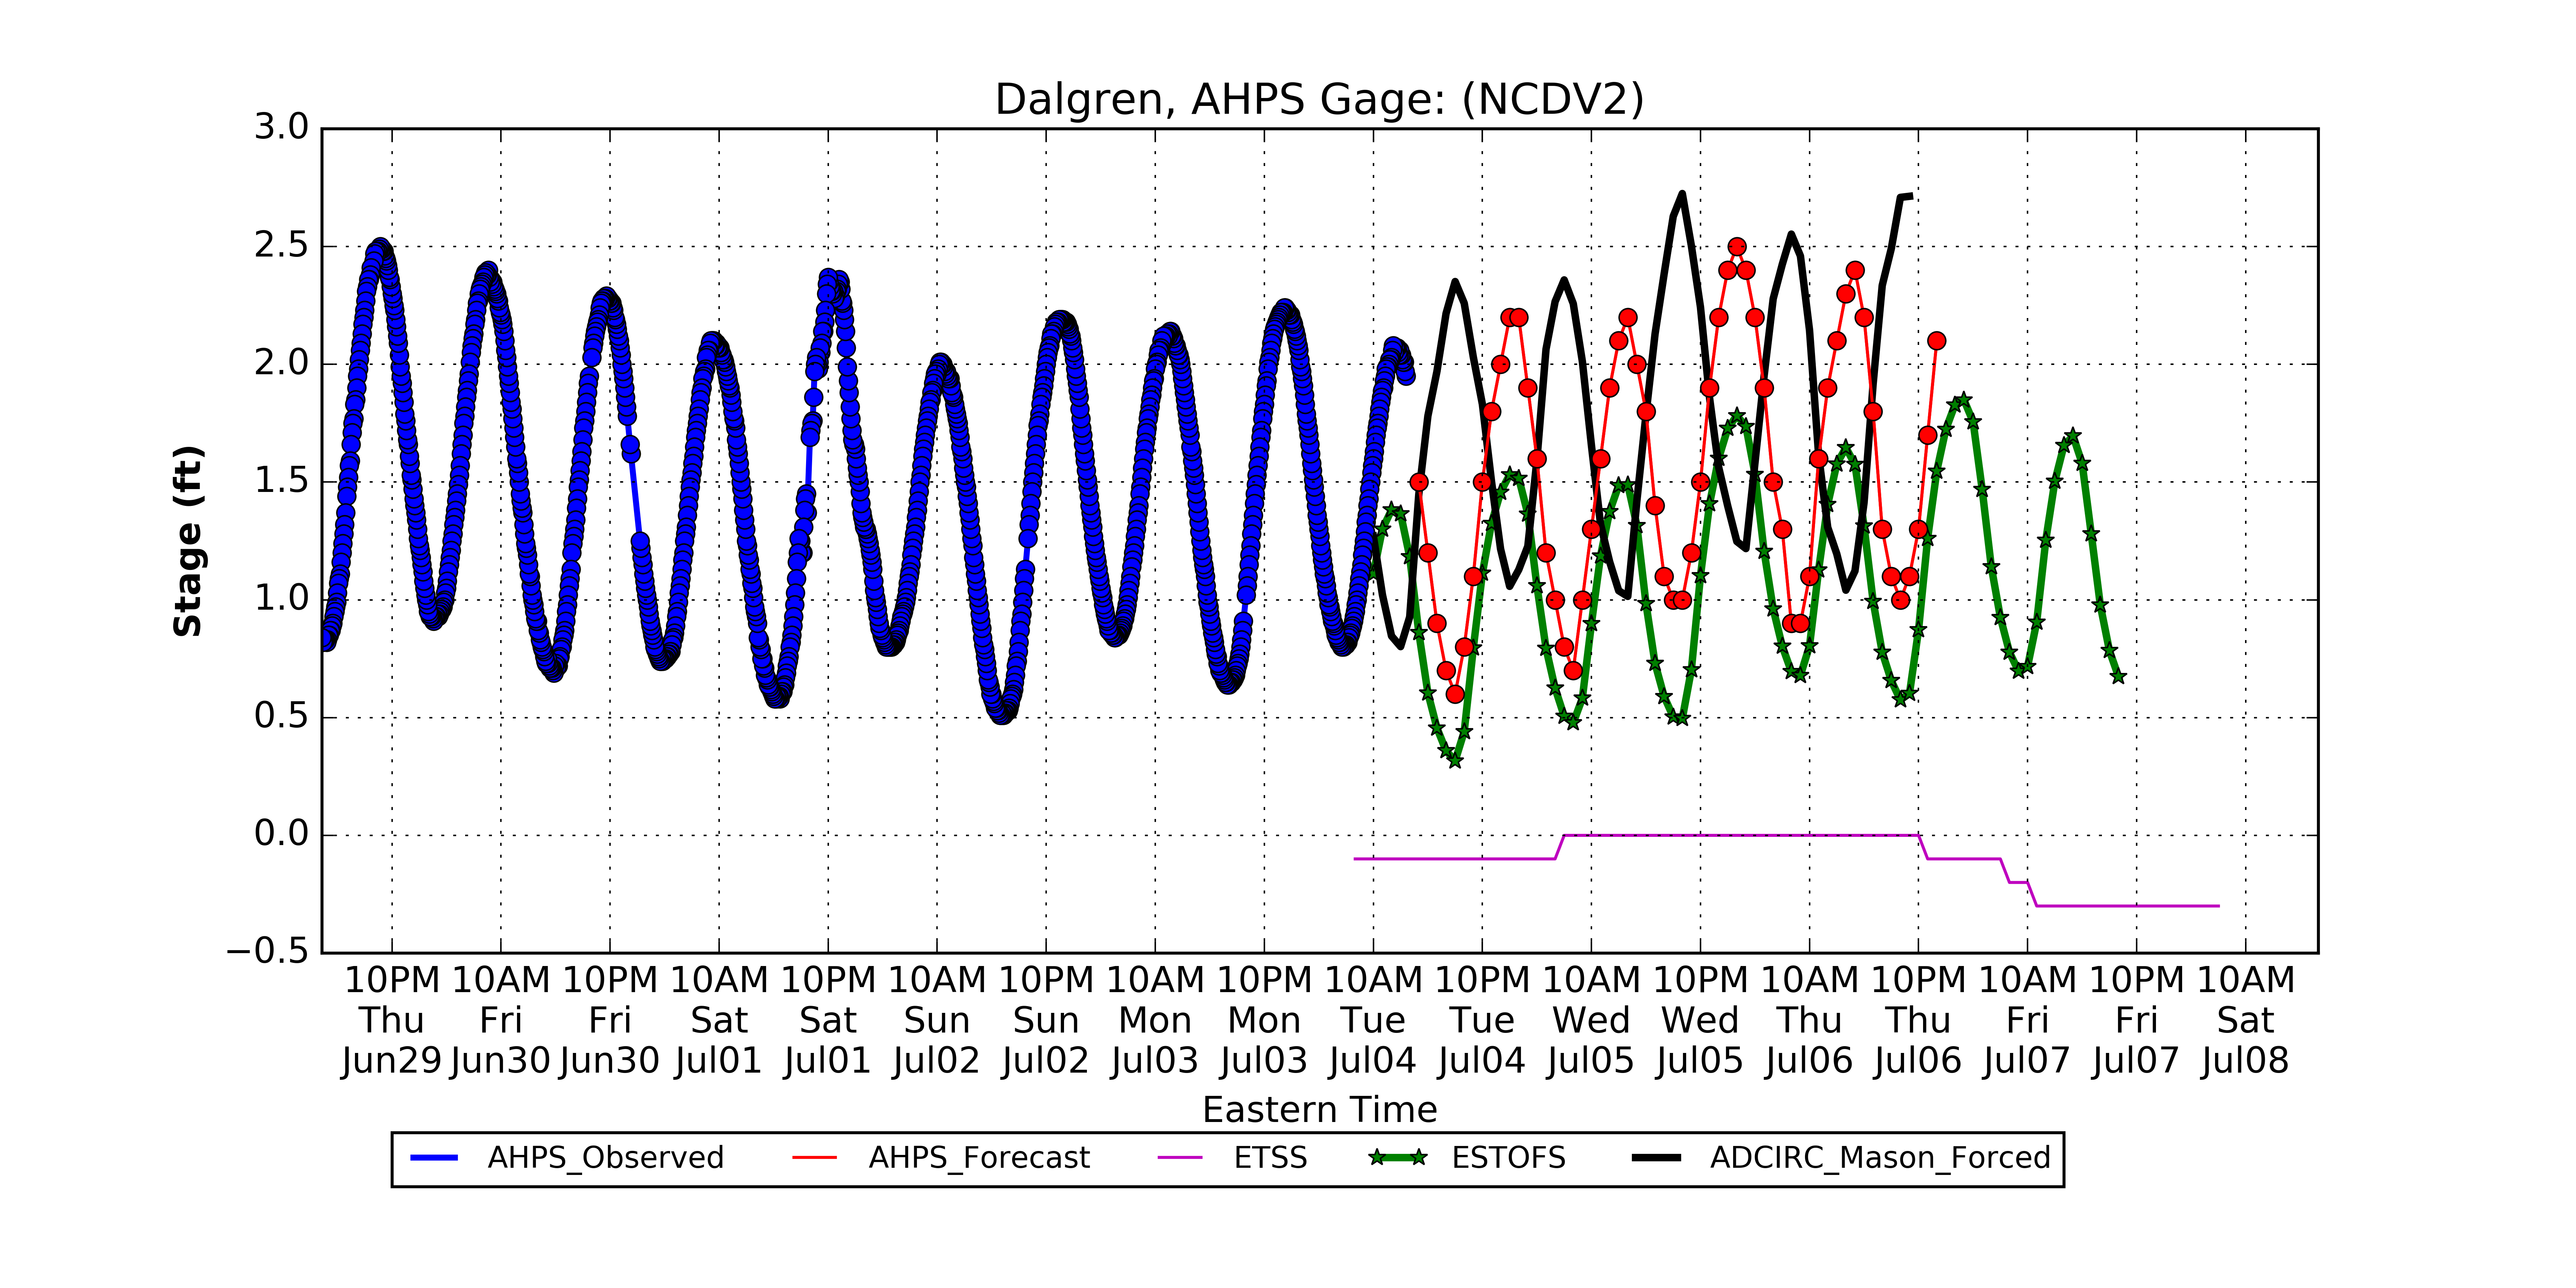 Dalgren, AHPS Gage: (NCDV2)
3.0
2.5
2.0
1.5
1.0
0.5
0.0
−0.5
Stage (ft)
10PM 10AM 10PM 10AM 10PM 10AM 10PM 10AM 10PM 10AM 10PM 10AM 10PM 10AM 10PM 10AM 10PM 10AM
Thu Fri Fri Sat Sat Sun Sun Mon Mon Tue Tue Wed Wed Thu Thu Fri Fri Sat
Jun29 Jun30 Jun30 Jul01 Jul01 Jul02 Jul02 Jul03 Jul03 Jul04 Jul04 Jul05 Jul05 Jul06 Jul06 Jul07 Jul07 Jul08
Eastern Time
AHPS_Observed AHPS_Forecast ETSS ESTOFS ADCIRC_Mason_Forced